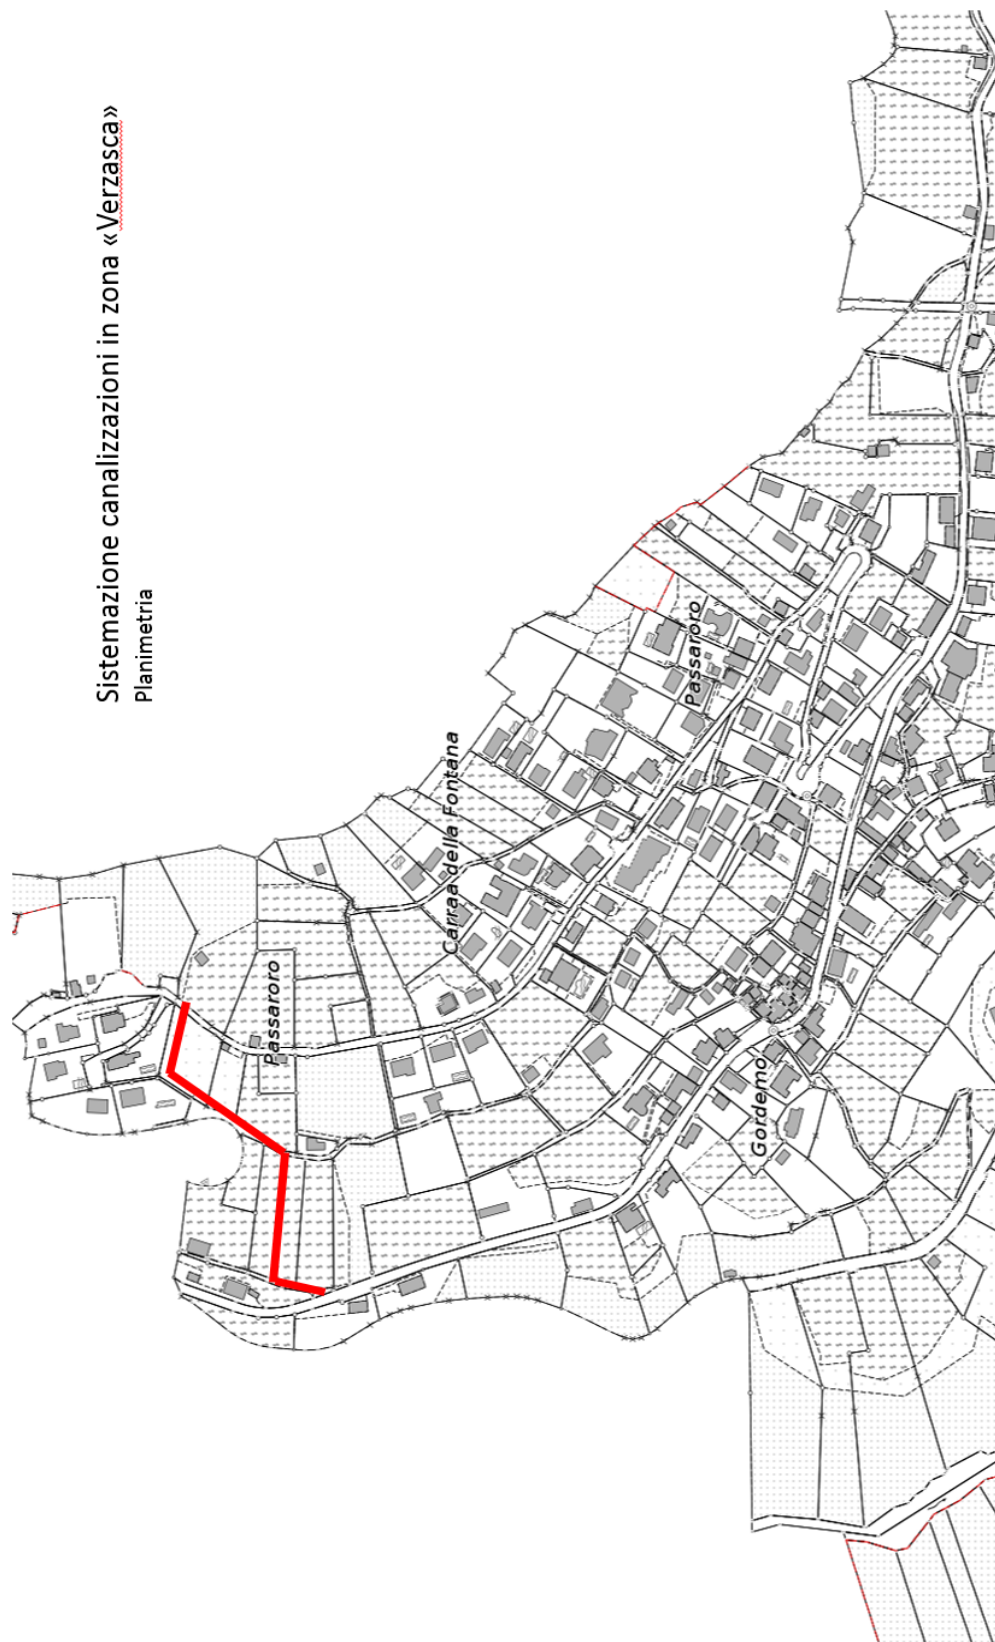 Sistemazione canalizzazioni in zona «Verzasca»
Planimetria
Passaroro
Carraa della Fontana
Passaroro
Gordemo